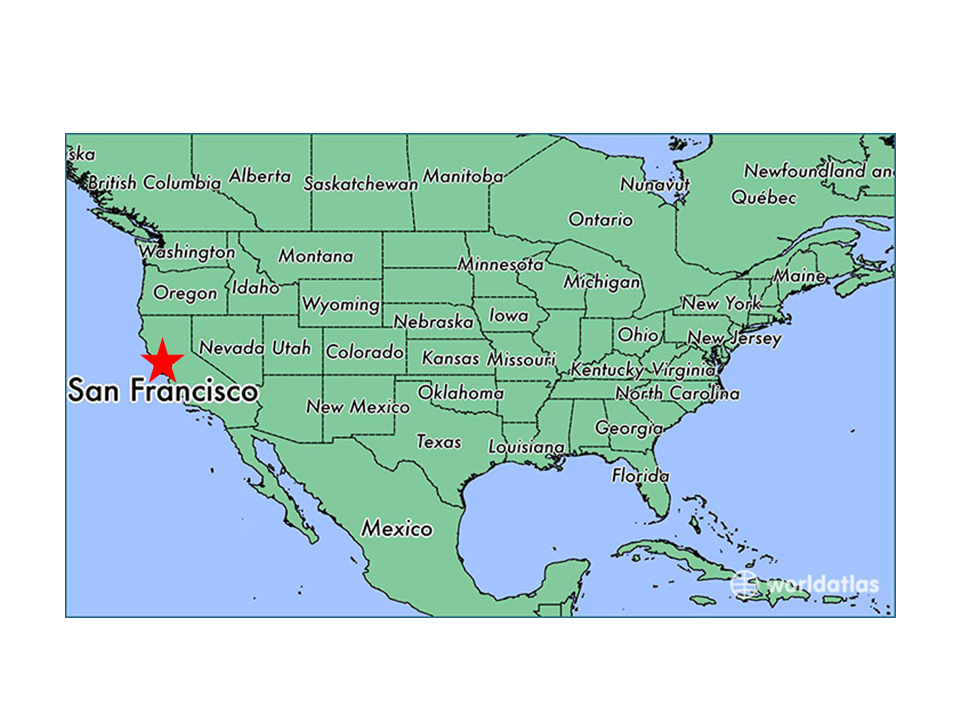 ska
British Columbia
Alberta
Saskatchewan
Manitoba
Nunavut
Newfoundland an
Québec
Ontario
Washington
Montana
Minnesota
Michigan
Maine
Oregon
Idaho
Wyoming
Nebraska
Iowa
New York
Ohio
New Jersey
Nevada
Utah
Colorado
Kansas
Missouri
Kentucky
Virginia
San Francisco
New Mexico
Oklahoma
North Carolina
Texas
Louisiana
Georgia
Florida
Mexico
worldatlas